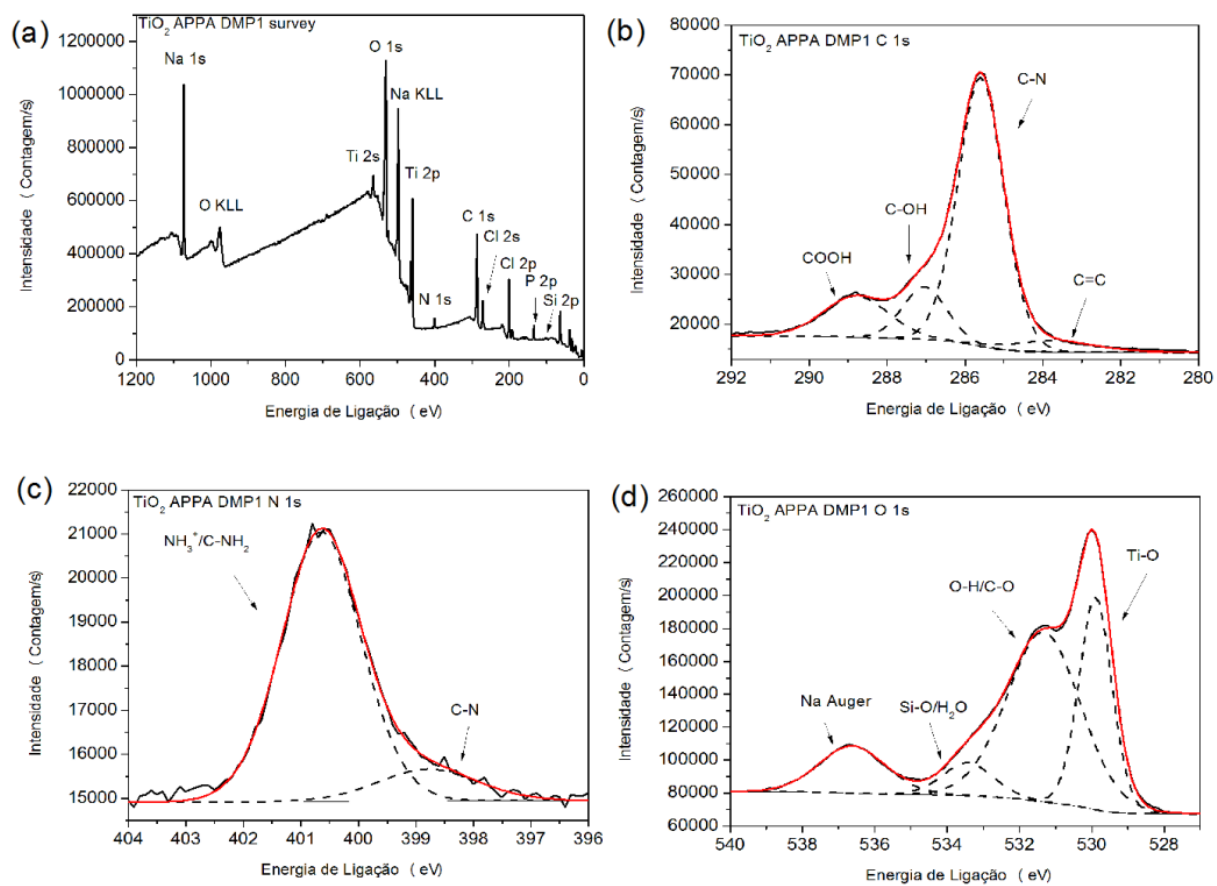 (a)
TiO₂ APPA DMP1 survey
Na 1s
O KLL
Ti 2s
O 1s
Na KLL
Ti 2p
N 1s
C 1s
Cl 2s
Cl 2p
P 2p
Si 2p
1200000
1000000
800000
600000
400000
200000
0
1200 1000 800 600 400 200 0
Intensidade (Contagem/s)
Energia de Ligação (eV)
(b)
TiO₂ APPA DMP1 C 1s
C-N
C-OH
COOH
C=C
80000
70000
60000
50000
40000
30000
20000
10000
292 290 288 286 284 282 280
Intensidade (Contagem/s)
Energia de Ligação (eV)
(c)
TiO₂ APPA DMP1 N 1s
NH₃⁺/C-NH₂
C-N
22000
21000
20000
19000
18000
17000
16000
15000
404 403 402 401 400 399 398 397 396
Intensidade (Contagem/s)
Energia de Ligação (eV)
(d)
TiO₂ APPA DMP1 O 1s
Ti-O
O-H/C-O
Si-O/H₂O
Na Auger
260000
240000
220000
200000
180000
160000
140000
120000
100000
80000
60000
540 538 536 534 532 530 528
Intensidade (Contagem/s)
Energia de Ligação (eV)